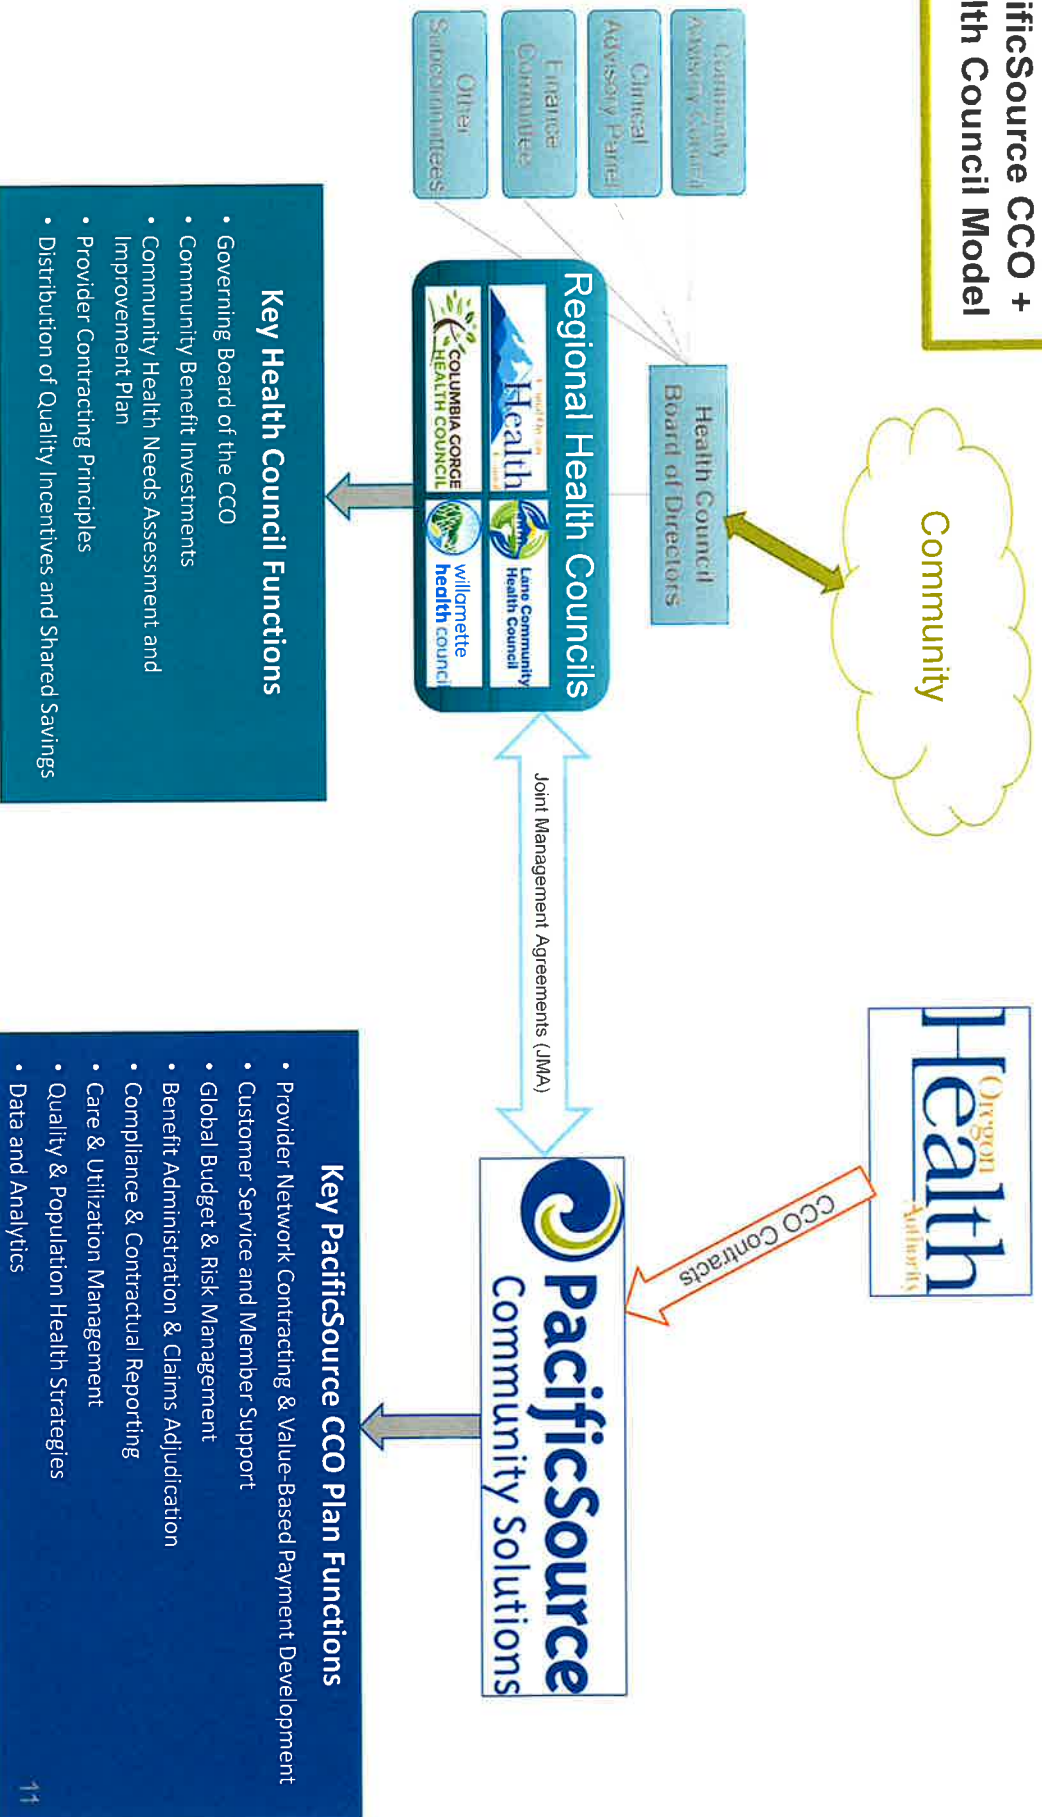 ificSource CCO +
lth Council Model
Community
Oregon
Health
Authority
CCO Contracts
Health Council
Board of Directors
Community
Advisory Council
Clinical
Advisory Panel
Finance
Committee
Other
Subcommittees
Regional Health Councils
Health
Lane Community
Health Council
COLUMBIA GORGE
HEALTH COUNCIL
willamette
health counci
Joint Management Agreements (JMA)
PacificSource
Community Solutions
Key Health Council Functions
• Governing Board of the CCO
• Community Benefit Investments
• Community Health Needs Assessment and
Improvement Plan
• Provider Contracting Principles
• Distribution of Quality Incentives and Shared Savings
Key PacificSource CCO Plan Functions
• Provider Network Contracting & Value-Based Payment Development
• Customer Service and Member Support
• Global Budget & Risk Management
• Benefit Administration & Claims Adjudication
• Compliance & Contractual Reporting
• Care & Utilization Management
• Quality & Population Health Strategies
• Data and Analytics
11